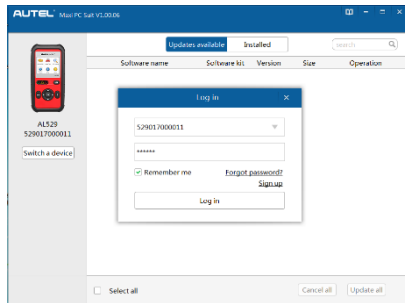 AUTEL Maxi PC Suit V1.00.06
Updates available Installed
search
Software name Software kit Version Size Operation
Log in
529017000011
******
Remember me Forgot password?
Sign up
Log in
AL529
529017000011
Switch a device
Select all Cancel all Update all